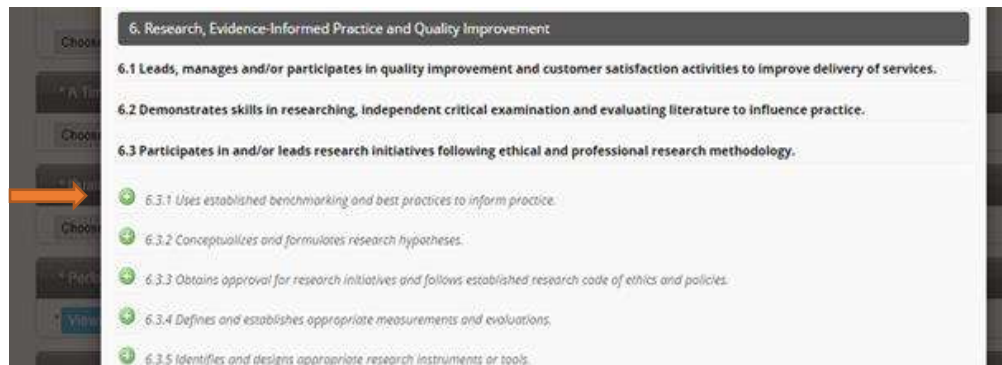 6. Research, Evidence-Informed Practice and Quality Improvement
Choose
6.1 Leads, manages and/or participates in quality improvement and customer satisfaction activities to improve delivery of services.
* A Tim
6.2 Demonstrates skills in researching, independent critical examination and evaluating literature to influence practice.
Choose
6.3 Participates in and/or leads research initiatives following ethical and professional research methodology.
6.3.1 Uses established benchmarking and best practices to inform practice.
Choose
6.3.2 Conceptualizes and formulates research hypotheses.
6.3.3 Obtains approval for research initiatives and follows established research code of ethics and policies.
6.3.4 Defines and establishes appropriate measurements and evaluations.
* View
6.3.5 Identifies and designs appropriate research instruments or tools.